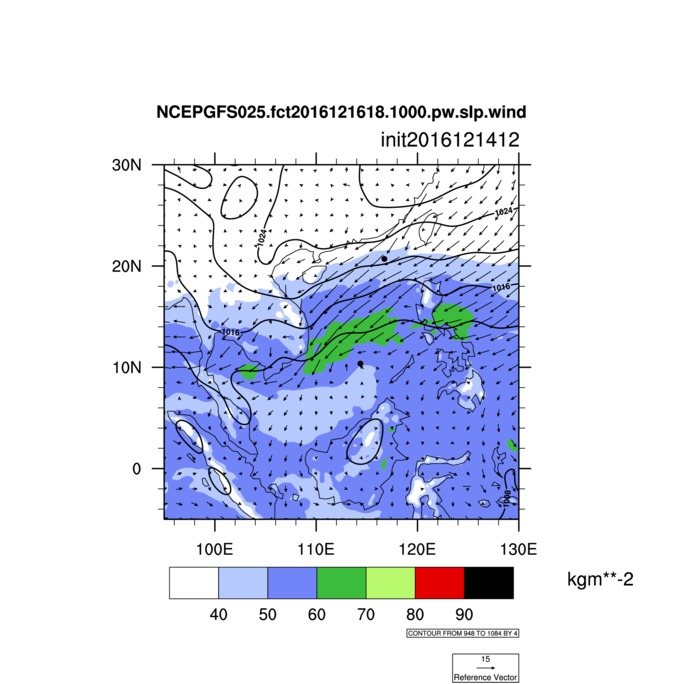 NCEPGFS025.fct2016121618.1000.pw.slp.wind
init2016121412
30N
20N
10N
0
1024
1024
1016
1016
1008
100E 110E 120E 130E
kgm**-2
40 50 60 70 80 90
CONTOUR FROM 948 TO 1084 BY 4
15
Reference Vector